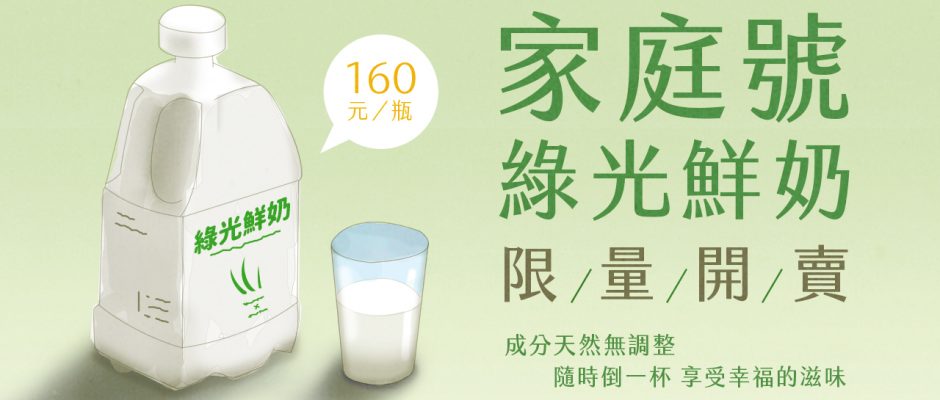 家庭號
綠光鮮奶
限/量/開/賣
成分天然無調整
隨時倒一杯 享受幸福的滋味
160
元/瓶
綠光鮮奶